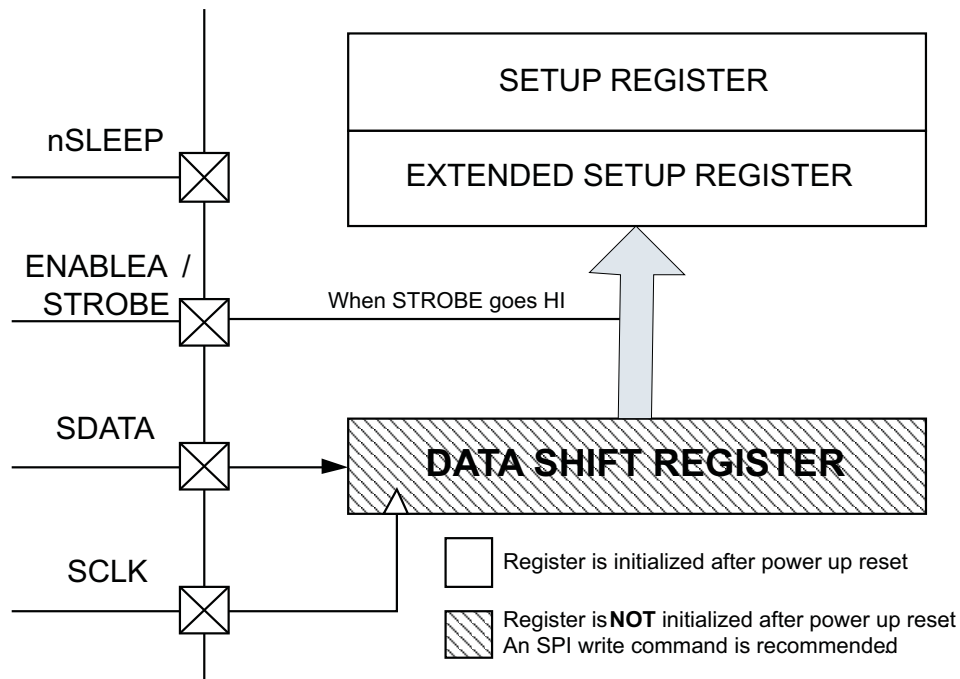 SETUP REGISTER
nSLEEP
EXTENDED SETUP REGISTER
ENABLEA /
STROBE
When STROBE goes HI
SDATA
DATA SHIFT REGISTER
SCLK
Register is initialized after power up reset
Register is NOT initialized after power up reset
An SPI write command is recommended.